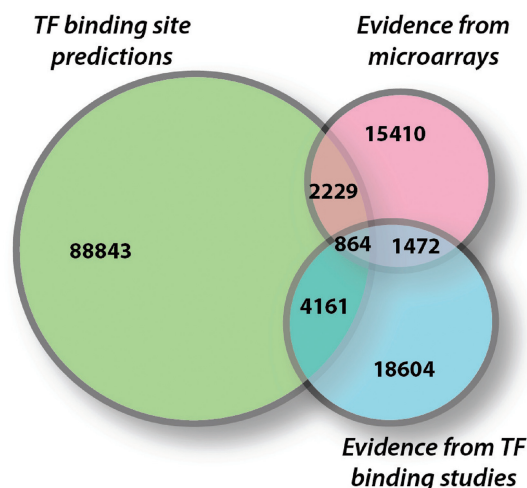 TF binding site
predictions
Evidence from
microarrays
15410
2229
88843
864
1472
4161
18604
Evidence from TF
binding studies